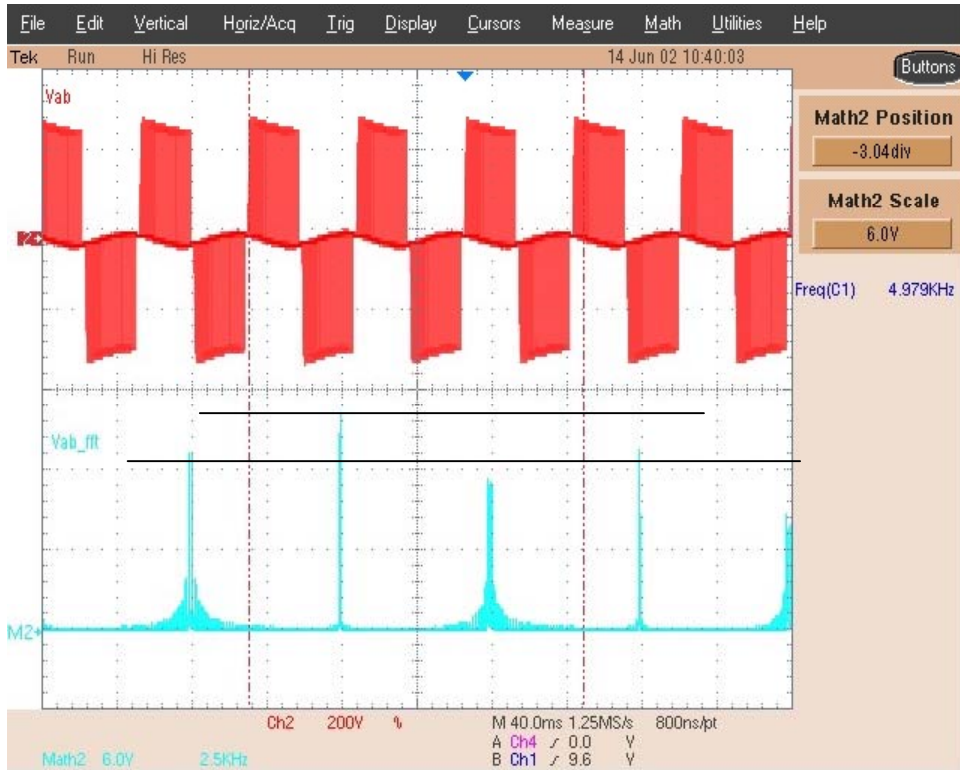 File Edit Vertical Horiz/Acq Trig Display Cursors Measure Math Utilities Help
Tek Run Hi Res 14 Jun 02 10:40:03
Buttons
Vab
Math2 Position
-3.04div
Math2 Scale
6.0V
2
Freq(C1) 4.979KHz
Vab_fft
M2
Ch2 200V M 40.0ms 1.25MS/s 800ns/pt
A Ch4 0.0 V
Math2 6.0V 2.5KHz B Ch1 9.6 V